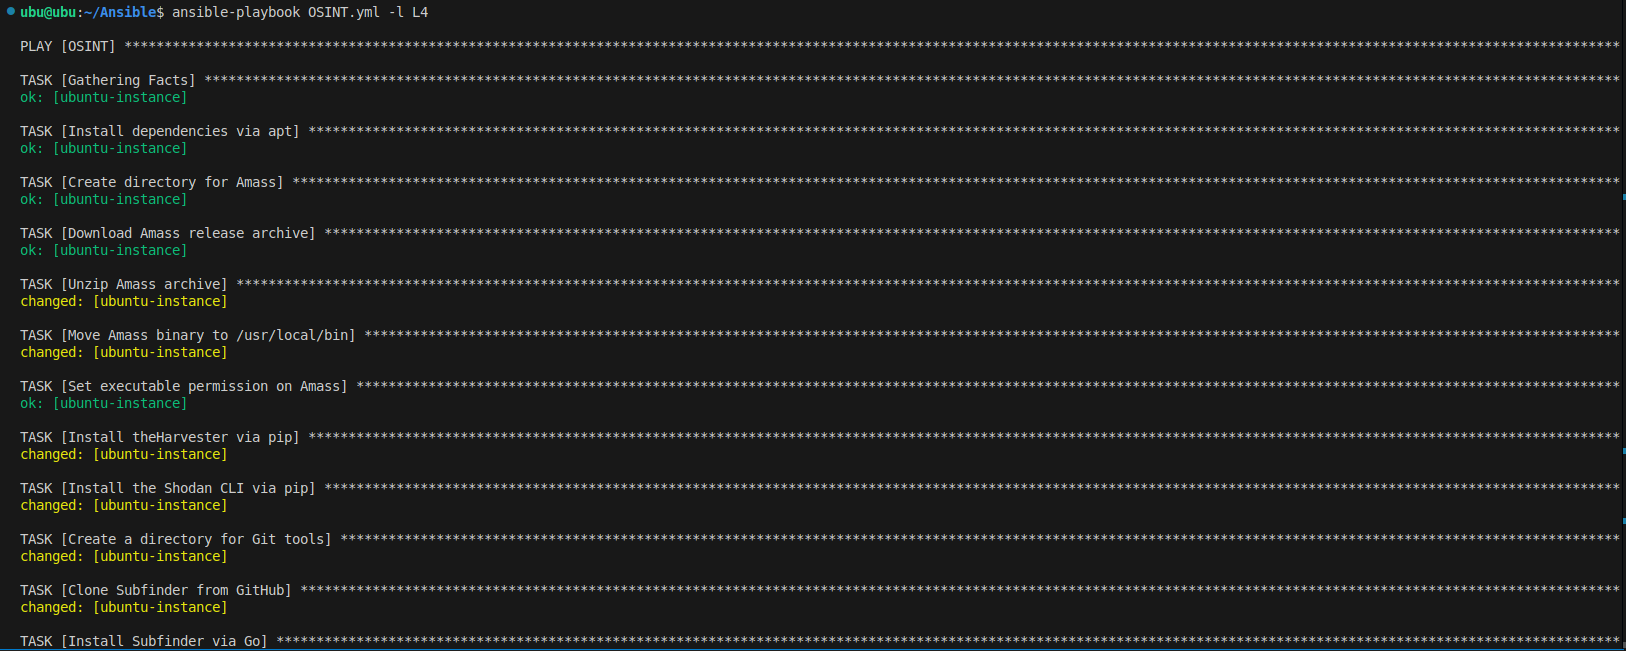 ubu@ubu:~/Ansible$ ansible-playbook OSINT.yml -l L4
PLAY [OSINT] *******************************************************************************************************************************************************************************************
TASK [Gathering Facts] *********************************************************************************************************************************************************************************
ok: [ubuntu-instance]
TASK [Install dependencies via apt] ********************************************************************************************************************************************************************
ok: [ubuntu-instance]
TASK [Create directory for Amass] **********************************************************************************************************************************************************************
ok: [ubuntu-instance]
TASK [Download Amass release archive] ******************************************************************************************************************************************************************
ok: [ubuntu-instance]
TASK [Unzip Amass archive] *****************************************************************************************************************************************************************************
changed: [ubuntu-instance]
TASK [Move Amass binary to /usr/local/bin] *************************************************************************************************************************************************************
changed: [ubuntu-instance]
TASK [Set executable permission on Amass] **************************************************************************************************************************************************************
ok: [ubuntu-instance]
TASK [Install theHarvester via pip] ********************************************************************************************************************************************************************
changed: [ubuntu-instance]
TASK [Install the Shodan CLI via pip] ******************************************************************************************************************************************************************
changed: [ubuntu-instance]
TASK [Create a directory for Git tools] ****************************************************************************************************************************************************************
changed: [ubuntu-instance]
TASK [Clone Subfinder from GitHub] *********************************************************************************************************************************************************************
changed: [ubuntu-instance]
TASK [Install Subfinder via Go] ************************************************************************************************************************************************************************